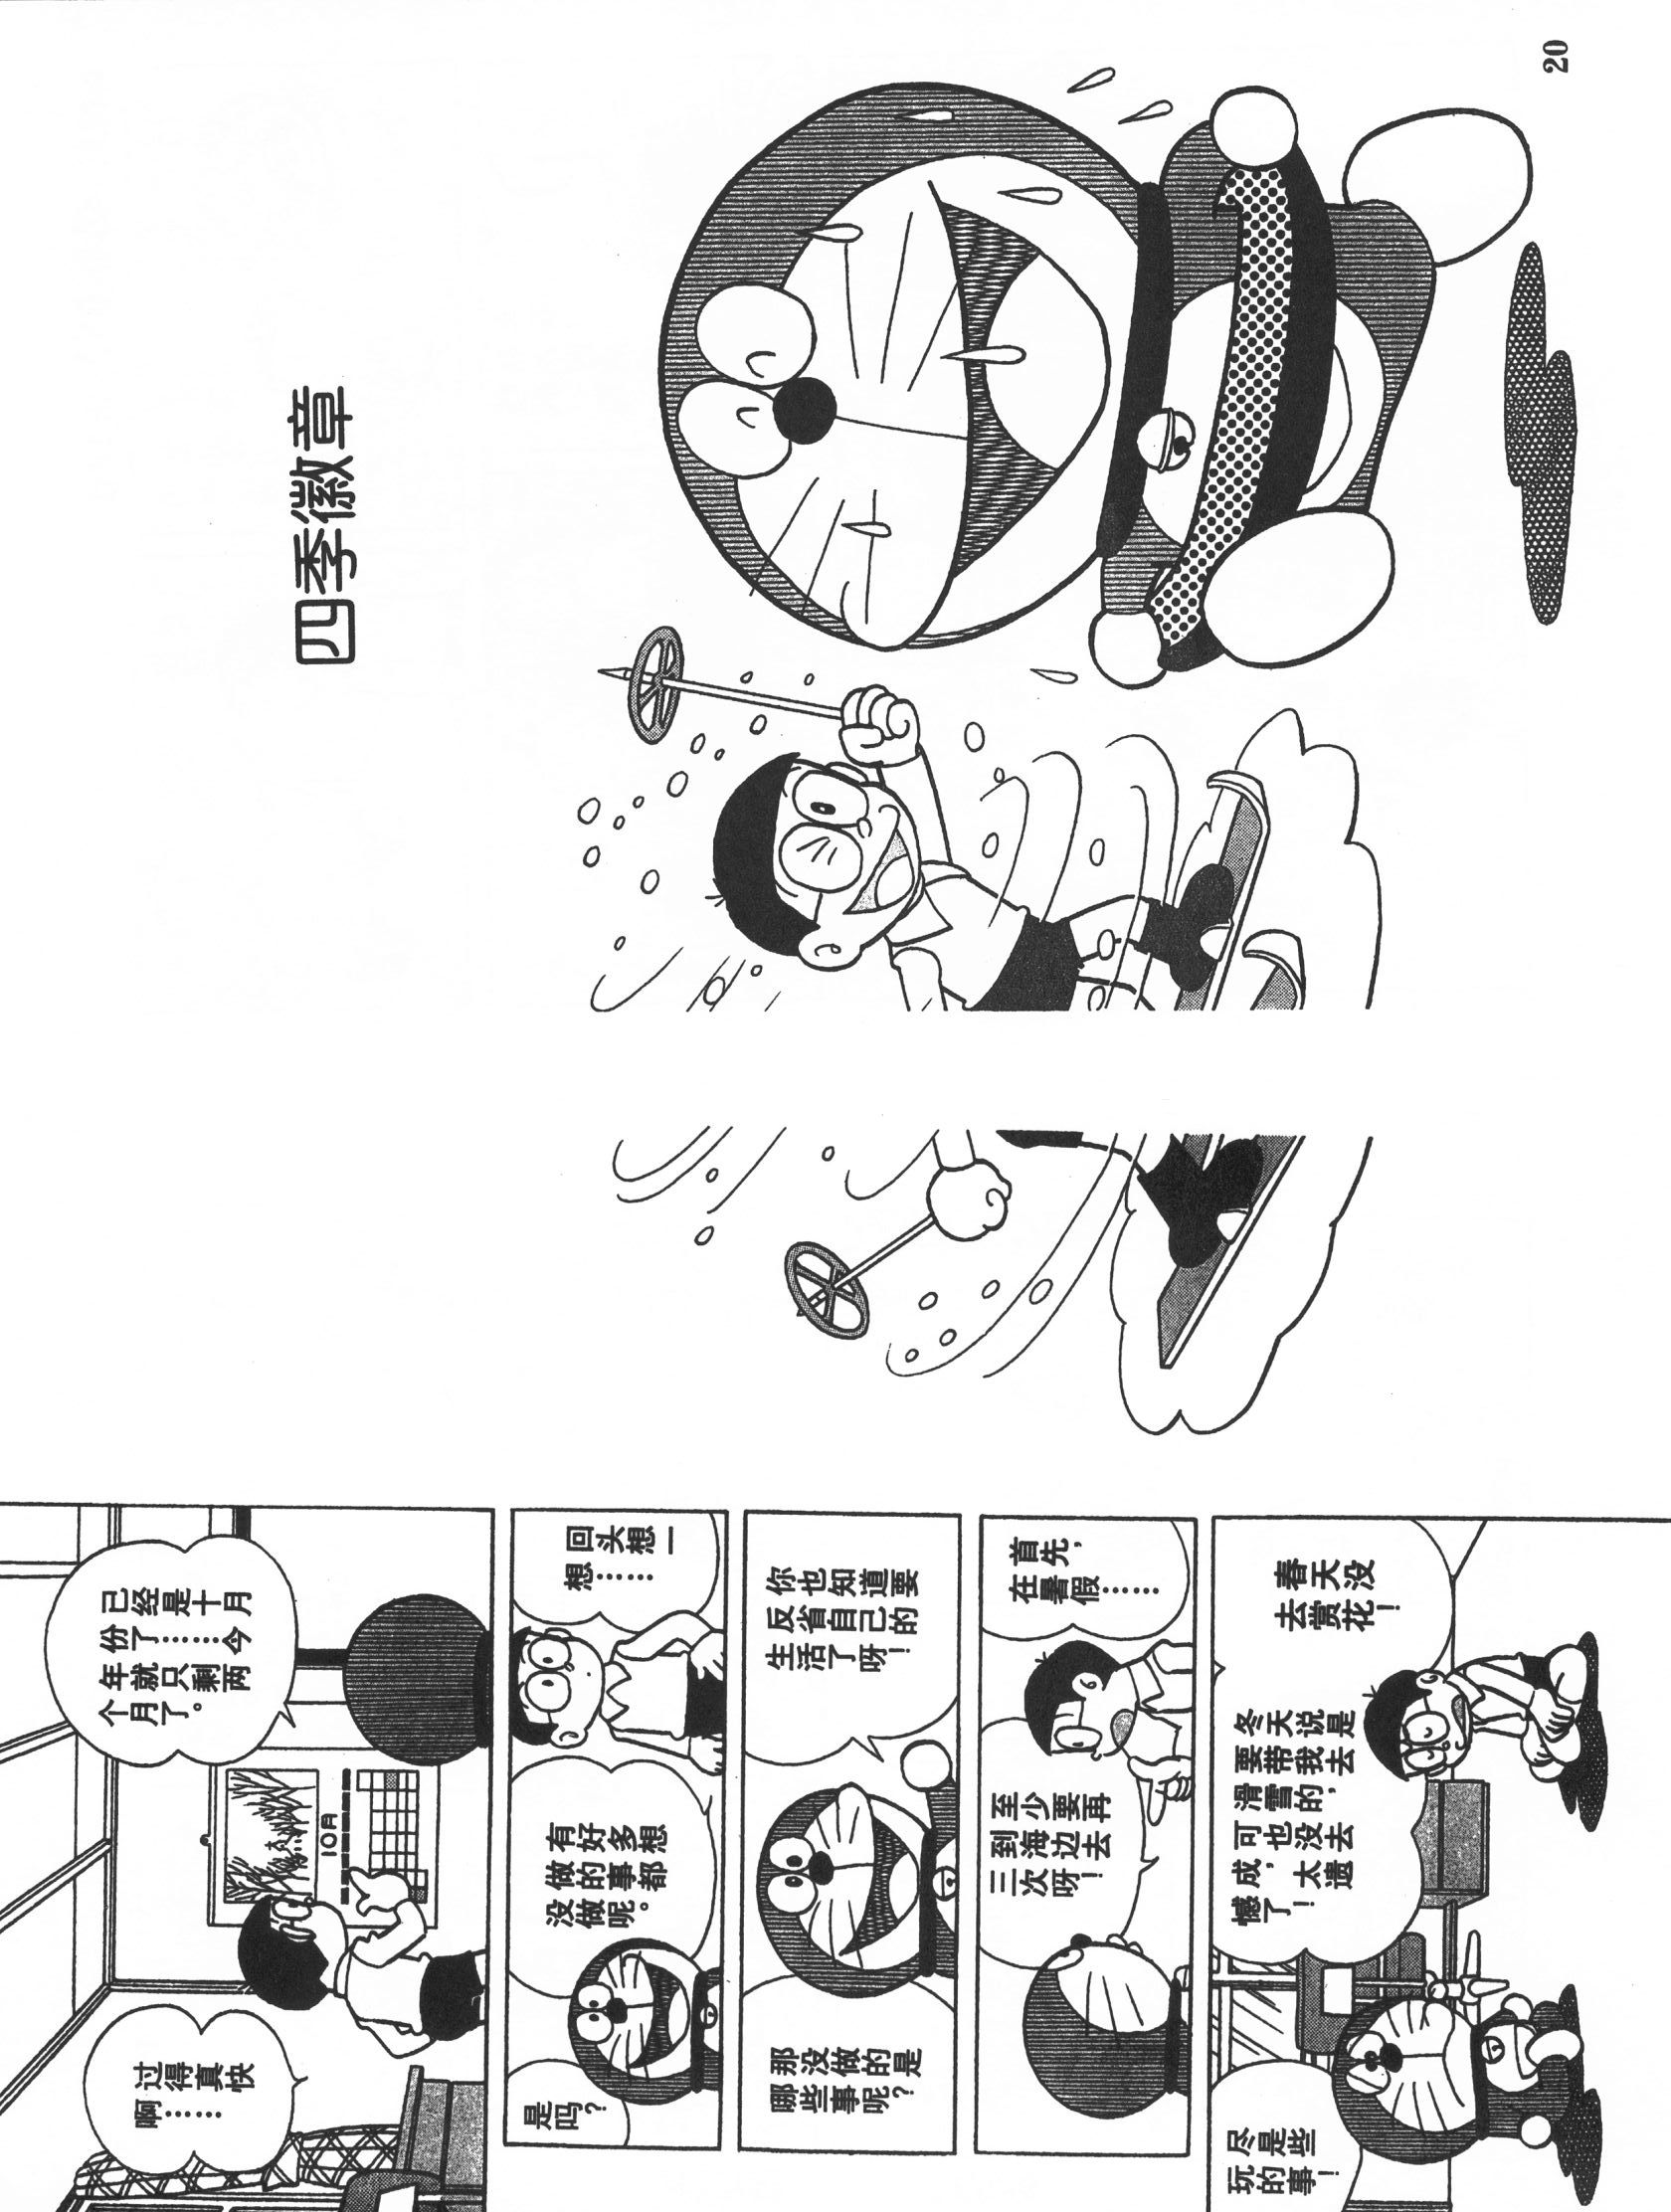 四季徽章
20
已经是十月
份了……今
年就只剩两
个月了。
10月
过得真快
啊……
回头想一
想……
有好多想
做的事都
没做呢。
是吗?
你也知道要
反省自己的
生活了呀!
那没做的是
哪些事呢?
首先,
在暑假……
至少要再
到海边去
三次呀!
春天没
去赏花!
冬天说是
要带我去
滑雪的,
可也没去
成,太遗
憾了!
尽是些
玩的事!